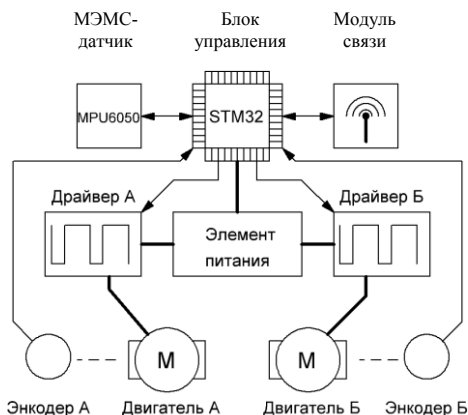 МЭМС-
датчик
Блок
управления
Модуль
связи
MPU6050
STM32
Драйвер А
Драйвер Б
Элемент
питания
М
М
Энкодер А
Двигатель А
Двигатель Б
Энкодер Б